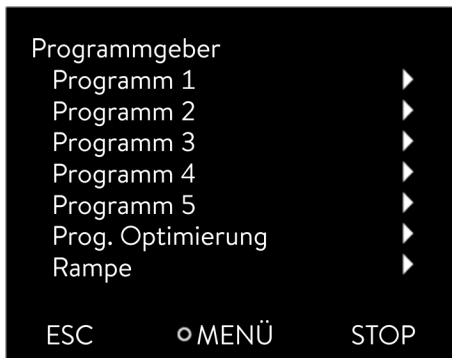 Programmgeber
Programm 1
Programm 2
Programm 3
Programm 4
Programm 5
Prog. Optimierung
Rampe
ESC MENÜ STOP